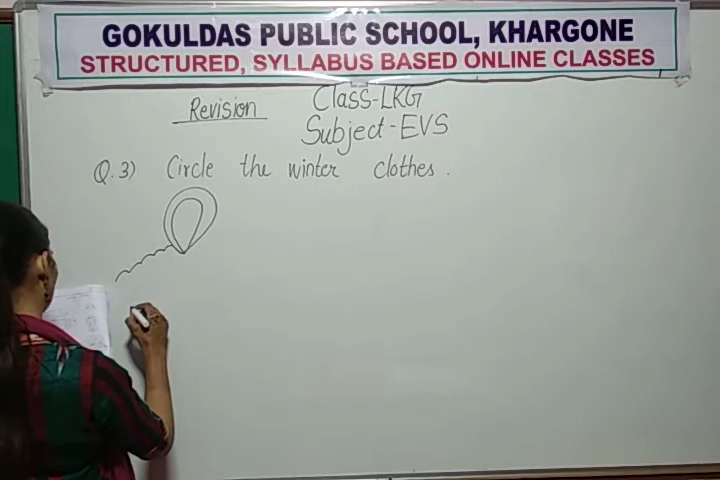 GOKULDAS PUBLIC SCHOOL, KHARGONE
STRUCTURED, SYLLABUS BASED ONLINE CLASSES
Revision Class-LKG
Subject-EVS
Q.3) Circle the winter clothes.